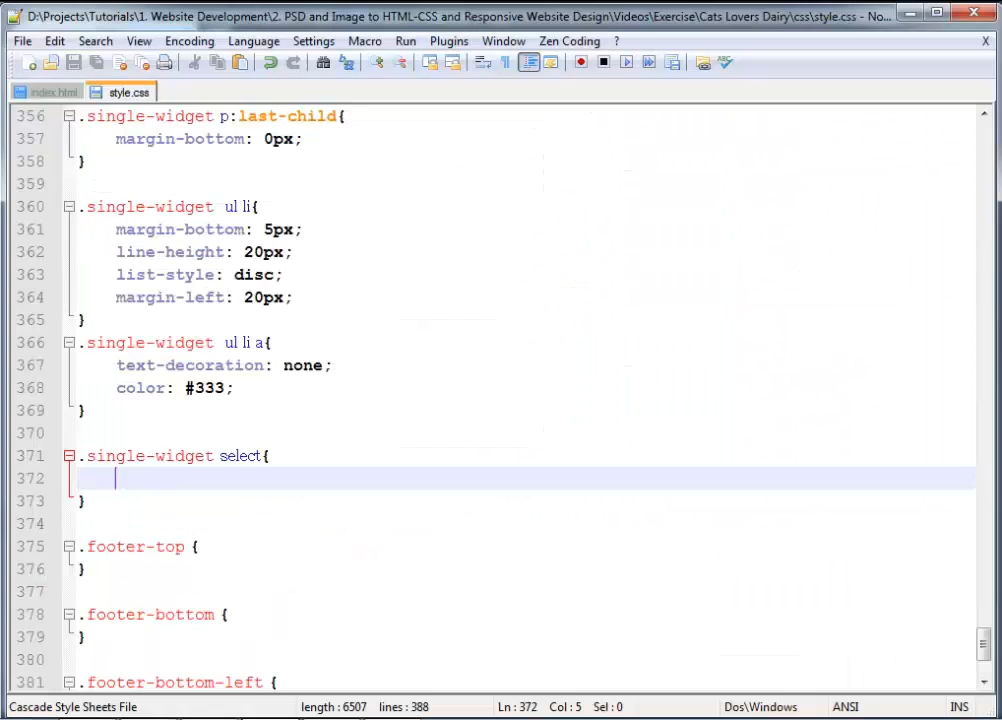 D:\Projects\Tutorials\1. Website Development\2. PSD and Image to HTML-CSS and Responsive Website Design\Videos\Exercise\Cats Lovers Dairy\css\style.css - No...
File Edit Search View Encoding Language Settings Macro Run Plugins Window Zen Coding ? X
index.html style.css
356 .single-widget p:last-child{
357 margin-bottom: 0px;
358 }
359
360 .single-widget ul li{
361 margin-bottom: 5px;
362 line-height: 20px;
363 list-style: disc;
364 margin-left: 20px;
365 }
366 .single-widget ul li a{
367 text-decoration: none;
368 color: #333;
369 }
370
371 .single-widget select{
372
373 }
374
375 .footer-top {
376 }
377
378 .footer-bottom {
379 }
380
381 .footer-bottom-left {
Cascade Style Sheets File length : 6507 lines : 388 Ln : 372 Col : 5 Sel : 0 Dos\Windows ANSI INS